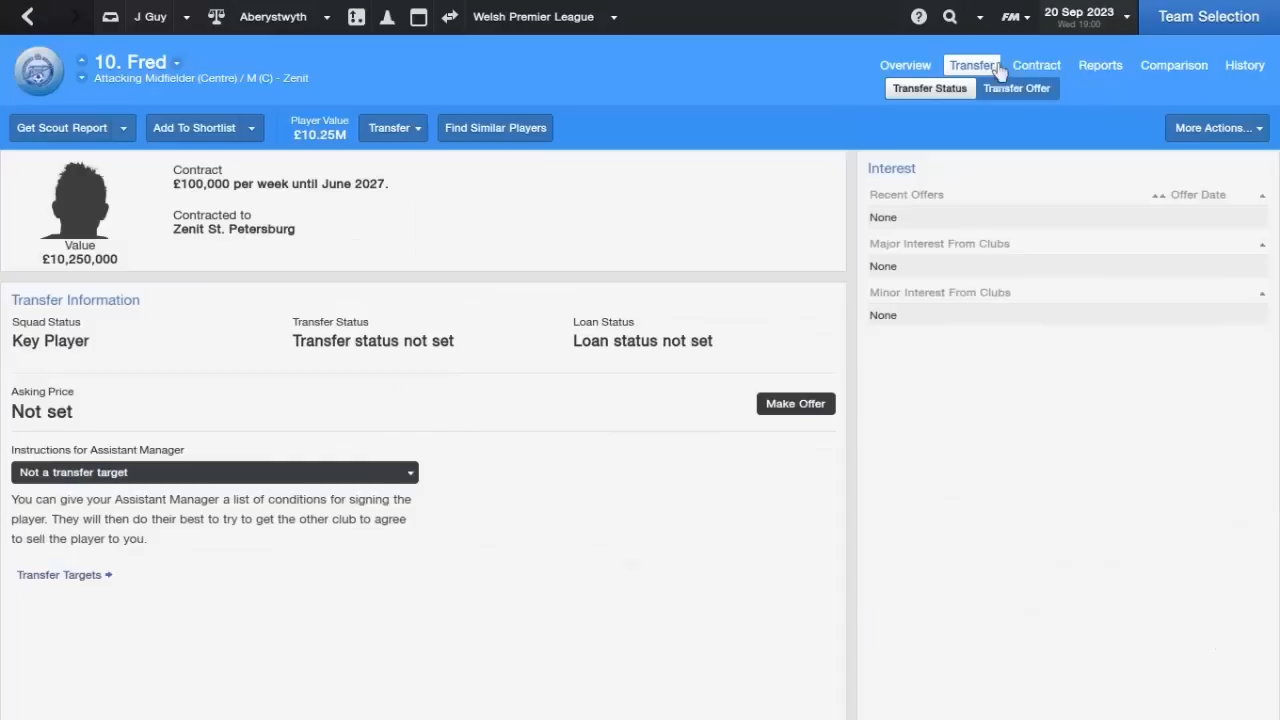 J Guy
Aberystwyth
Welsh Premier League
FM
20 Sep 2023
Wed 19:00
Team Selection
10. Fred
Attacking Midfielder (Centre) / M (C) - Zenit
Overview
Transfer
Contract
Reports
Comparison
History
Transfer Status
Transfer Offer
Get Scout Report
Add To Shortlist
Player Value
£10.25M
Transfer
Find Similar Players
More Actions...
Contract
£100,000 per week until June 2027.
Contracted to
Zenit St. Petersburg
Value
£10,250,000
Interest
Recent Offers
Offer Date
None
Major Interest From Clubs
None
Minor Interest From Clubs
None
Transfer Information
Squad Status
Transfer Status
Loan Status
Key Player
Transfer status not set
Loan status not set
Asking Price
Not set
Make Offer
Instructions for Assistant Manager
Not a transfer target
You can give your Assistant Manager a list of conditions for signing the
player. They will then do their best to try to get the other club to agree
to sell the player to you.
Transfer Targets